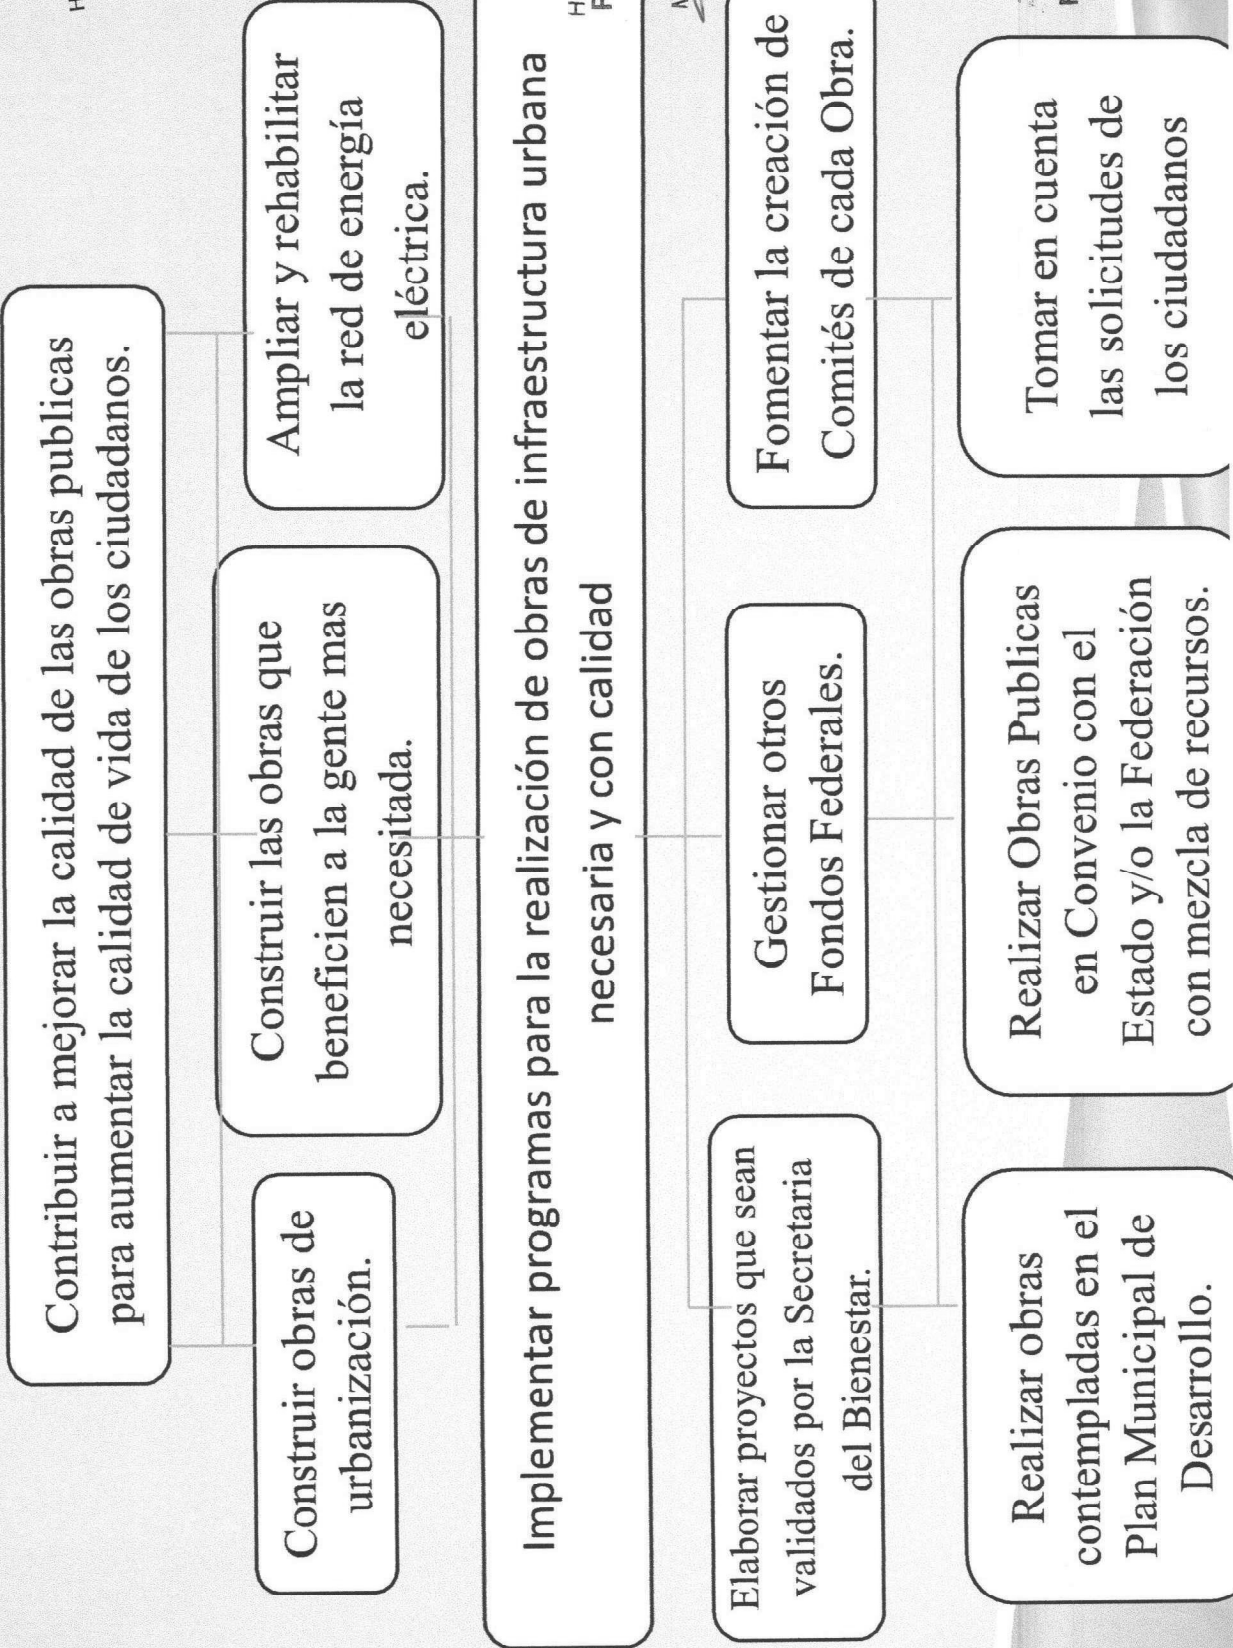 Contribuir a mejorar la calidad de las obras publicas
para aumentar la calidad de vida de los ciudadanos.
Construir obras de
urbanización.
Construir las obras que
beneficien a la gente mas
necesitada.
Ampliar y rehabilitar
la red de energía
eléctrica.
Implementar programas para la realización de obras de infraestructura urbana
necesaria y con calidad
Elaborar proyectos que sean
validados por la Secretaria
del Bienestar.
Gestionar otros
Fondos Federales.
Fomentar la creación de
Comités de cada Obra.
Realizar obras
contempladas en el
Plan Municipal de
Desarrollo.
Realizar Obras Publicas
en Convenio con el
Estado y/o la Federación
con mezcla de recursos.
Tomar en cuenta
las solicitudes de
los ciudadanos